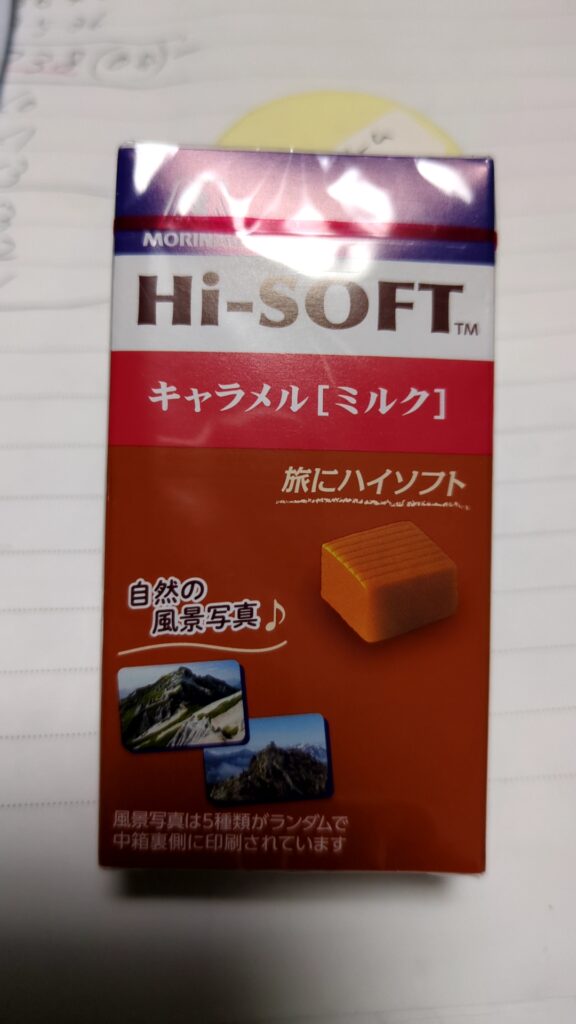 Hi-SOFT™
キャラメル［ミルク］
旅にハイソフト
自然の
風景写真♪
風景写真は5種類がランダムで
中箱裏側に印刷されています